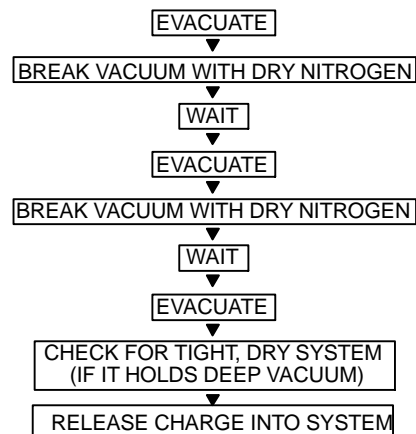 EVACUATE
BREAK VACUUM WITH DRY NITROGEN
WAIT
EVACUATE
BREAK VACUUM WITH DRY NITROGEN
WAIT
EVACUATE
CHECK FOR TIGHT, DRY SYSTEM
(IF IT HOLDS DEEP VACUUM)
RELEASE CHARGE INTO SYSTEM